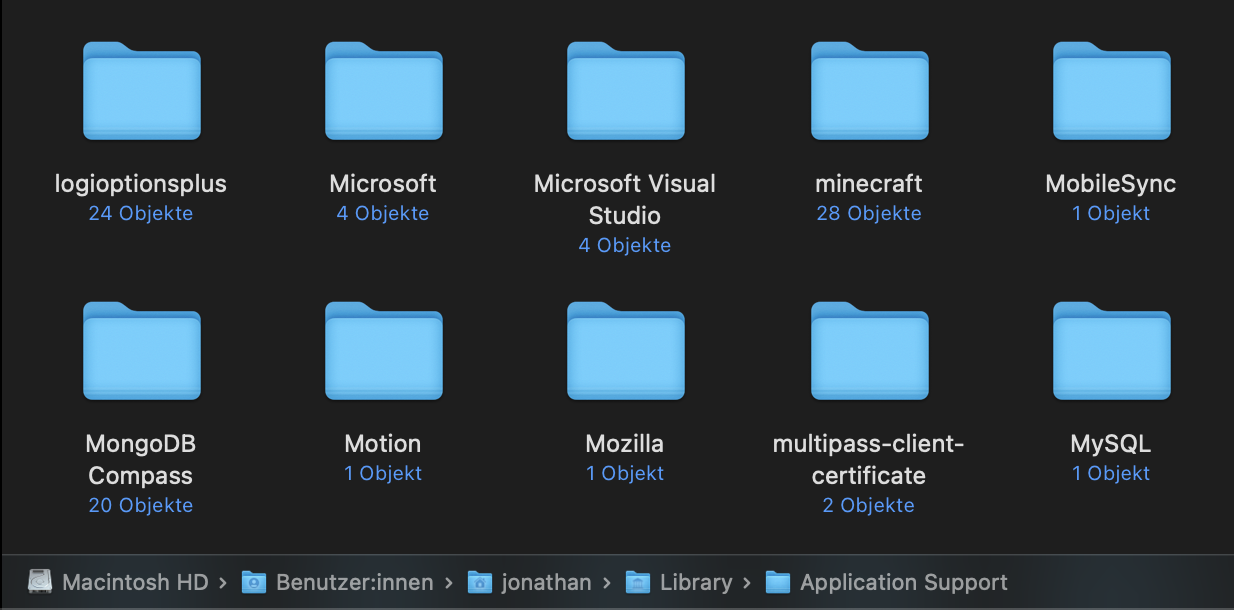 logioptionsplus
24 Objekte
Microsoft
4 Objekte
Microsoft Visual
Studio
4 Objekte
minecraft
28 Objekte
MobileSync
1 Objekt
MongoDB
Compass
20 Objekte
Motion
1 Objekt
Mozilla
1 Objekt
multipass-client-
certificate
2 Objekte
MySQL
1 Objekt
Macintosh HD › Benutzer:innen › jonathan › Library › Application Support